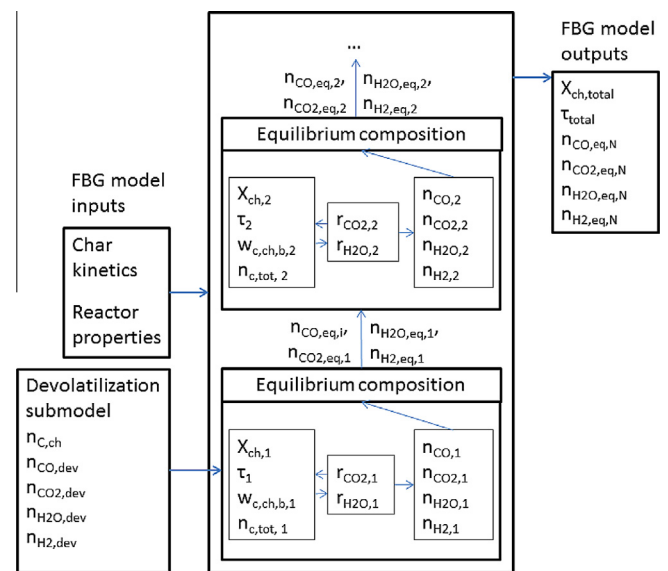 FBG model
outputs
X_ch,total
τ_total
n_CO,eq,N
n_CO2,eq,N
n_H2O,eq,N
n_H2,eq,N
...
n_CO,eq,2, n_H2O,eq,2,
n_CO2,eq,2 n_H2,eq,2
Equilibrium composition
X_ch,2
τ_2
w_c,ch,b,2
n_c,tot, 2
r_CO2,2
r_H2O,2
n_CO,2
n_CO2,2
n_H2O,2
n_H2,2
FBG model
inputs
Char
kinetics
Reactor
properties
n_CO,eq,i, n_H2O,eq,1,
n_CO2,eq,1 n_H2,eq,1
Equilibrium composition
X_ch,1
τ_1
w_c,ch,b,1
n_c,tot, 1
r_CO2,1
r_H2O,1
n_CO,1
n_CO2,1
n_H2O,1
n_H2,1
Devolatilization
submodel
n_C,ch
n_CO,dev
n_CO2,dev
n_H2O,dev
n_H2,dev